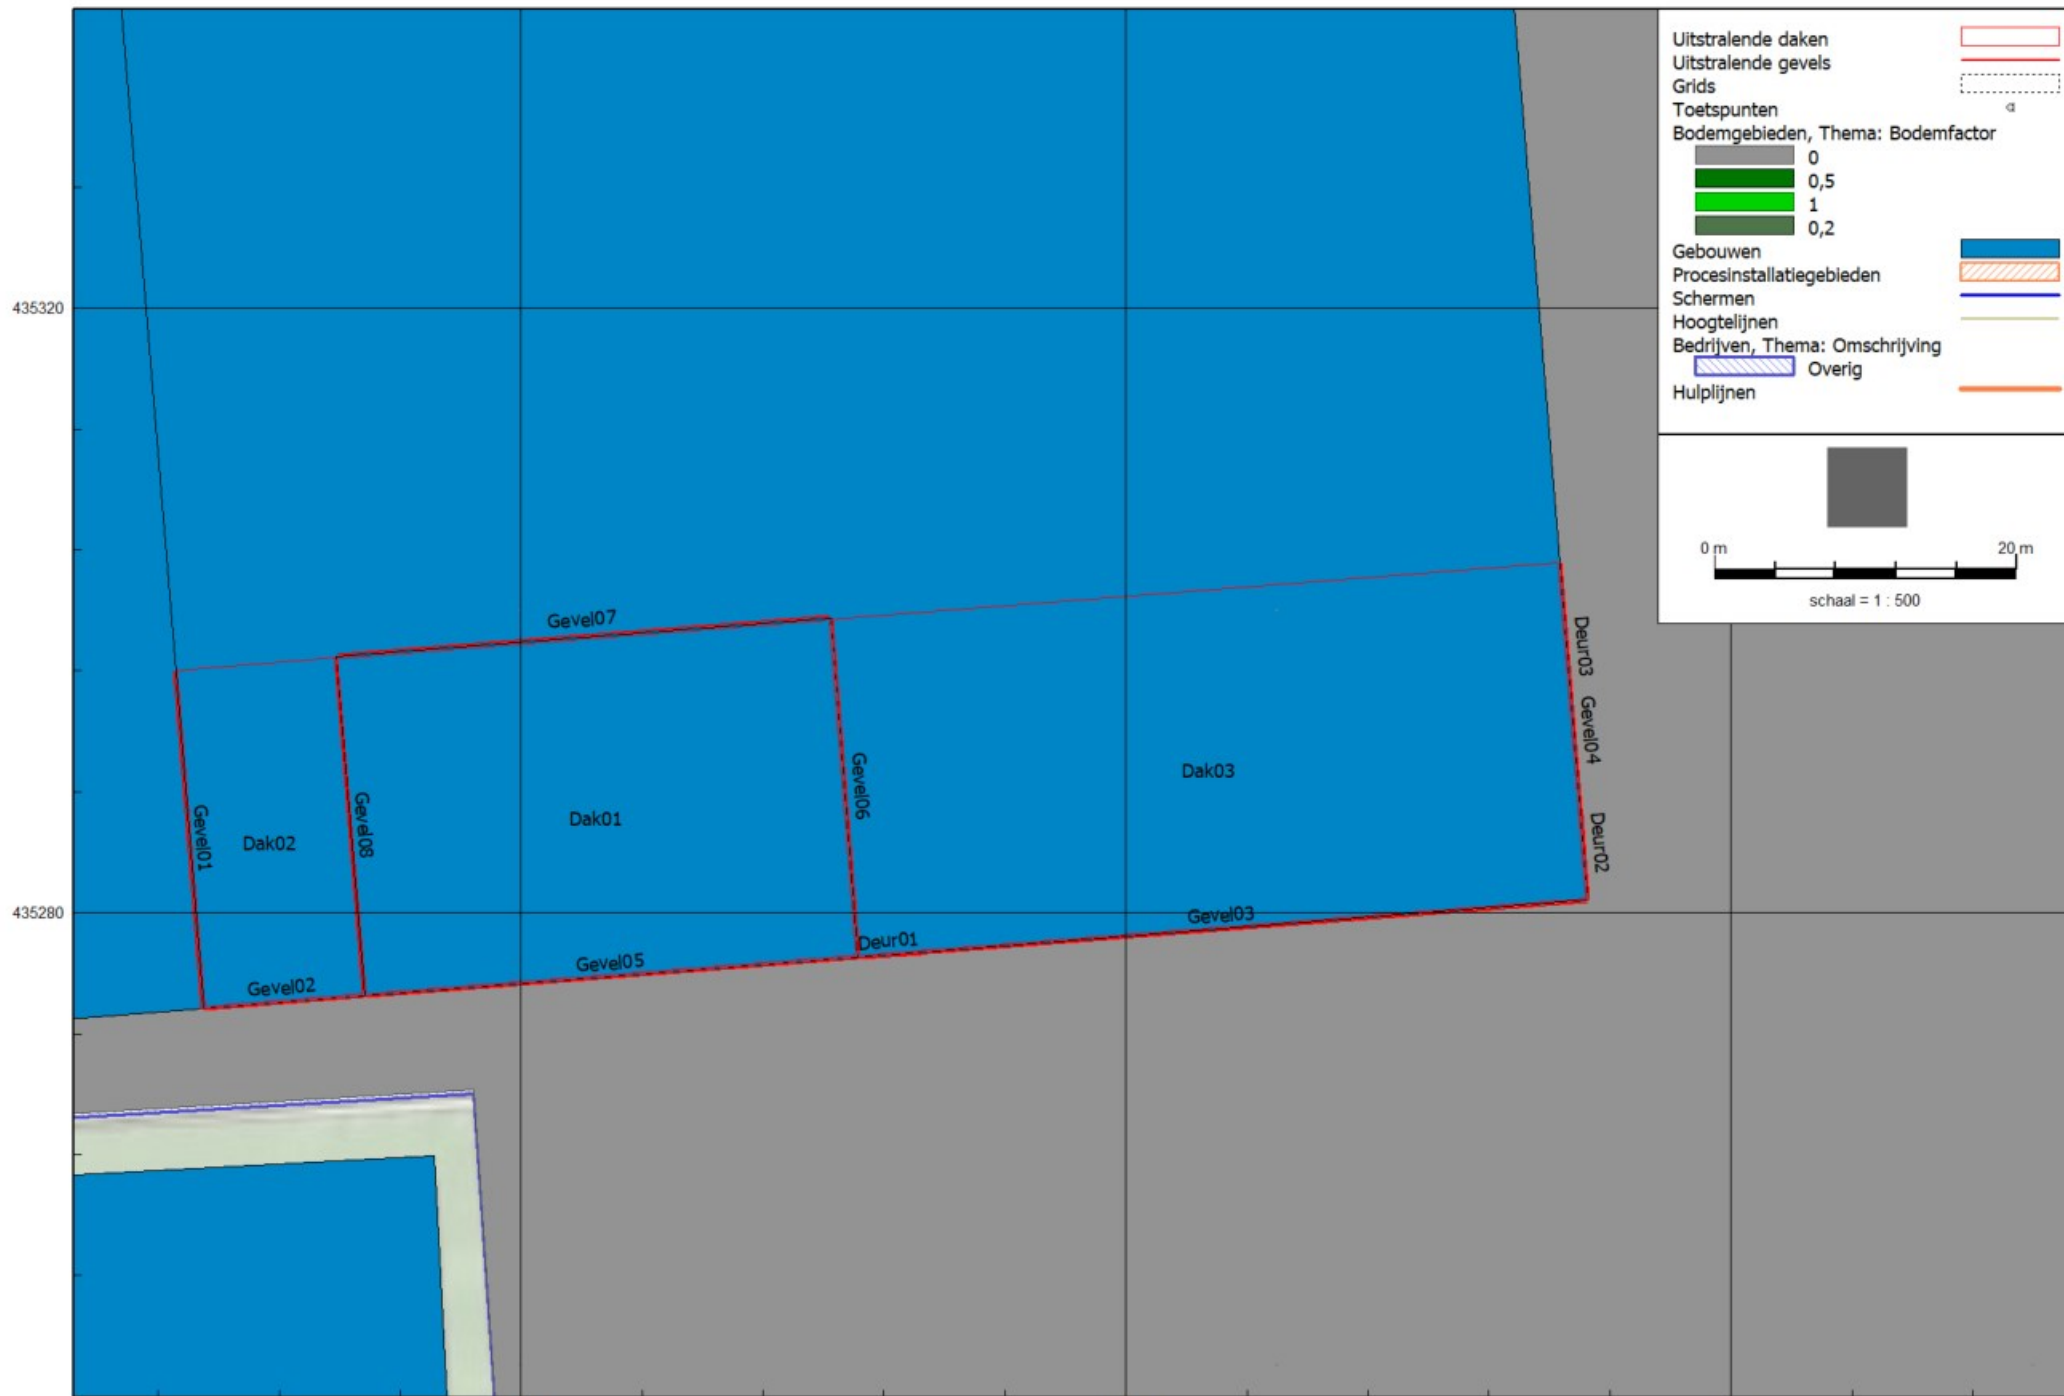 Uitstralende daken
Uitstralende gevels
Grids
Toetspunten
Bodemgebieden, Thema: Bodemfactor
0
0,5
1
0,2
Gebouwen
Procesinstallatiegebieden
Schermen
Hoogtelijnen
Bedrijven, Thema: Omschrijving
Overig
Hulplijnen
0 m 20 m
schaal = 1 : 500
435320
435280
Gevel07
Deur03
Gevel04
Deur02
Gevel06
Dak03
Gevel01
Dak02
Gevel08
Dak01
Gevel03
Deur01
Gevel05
Gevel02